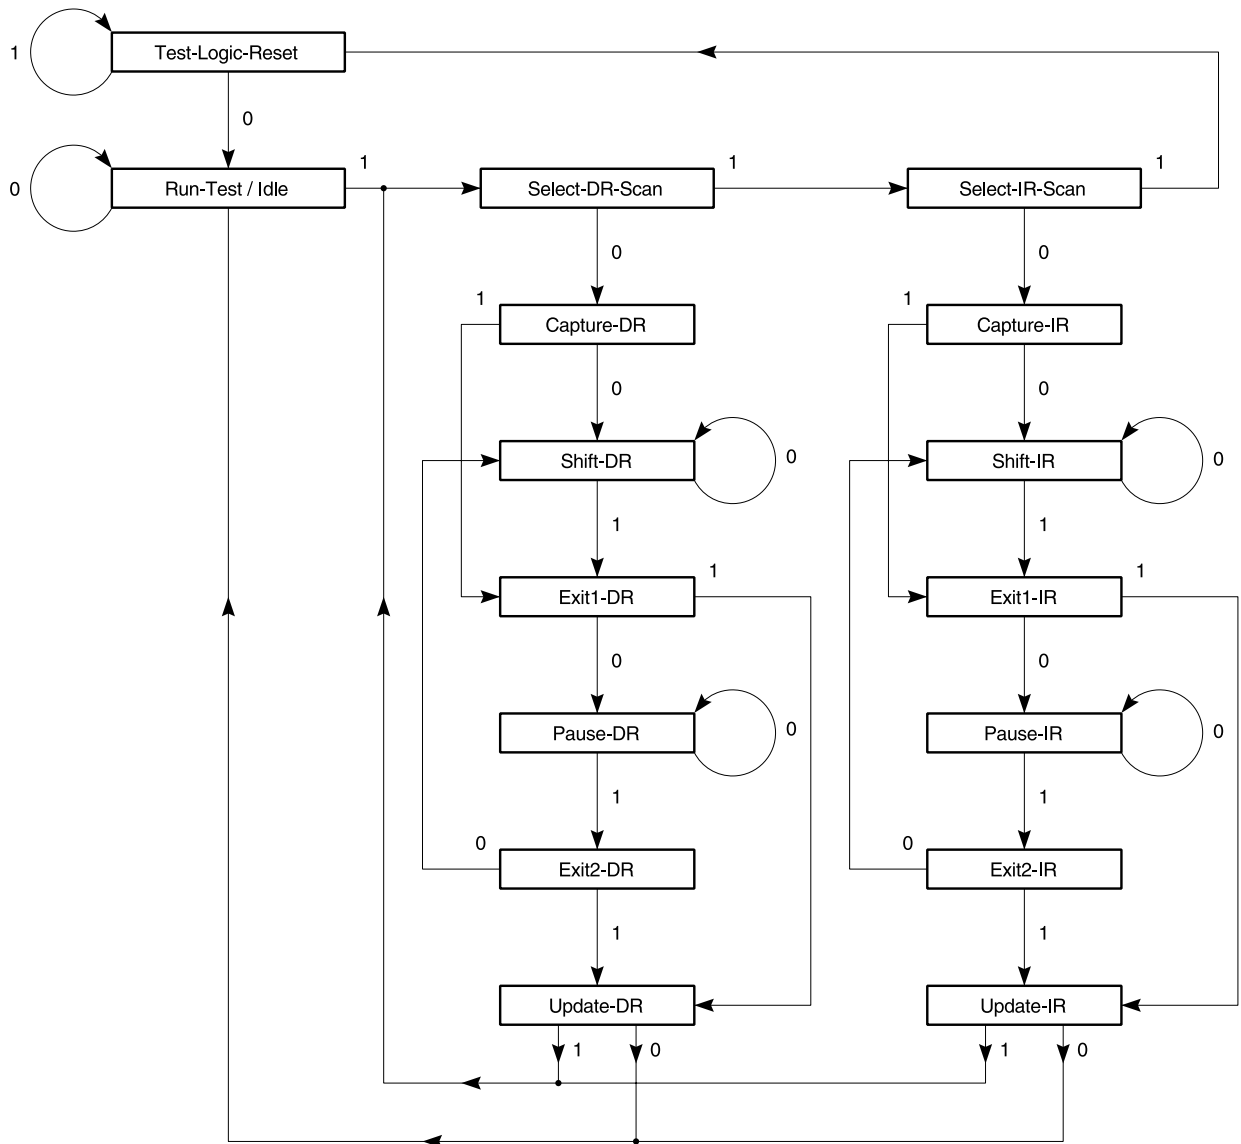 1
Test-Logic-Reset
0
0
Run-Test / Idle
1
Select-DR-Scan
1
Select-IR-Scan
1
0
0
1
Capture-DR
1
Capture-IR
0
0
Shift-DR
0
Shift-IR
0
1
1
Exit1-DR
1
Exit1-IR
1
0
0
Pause-DR
0
Pause-IR
0
1
1
0
Exit2-DR
0
Exit2-IR
1
1
Update-DR
Update-IR
1
0
1
0